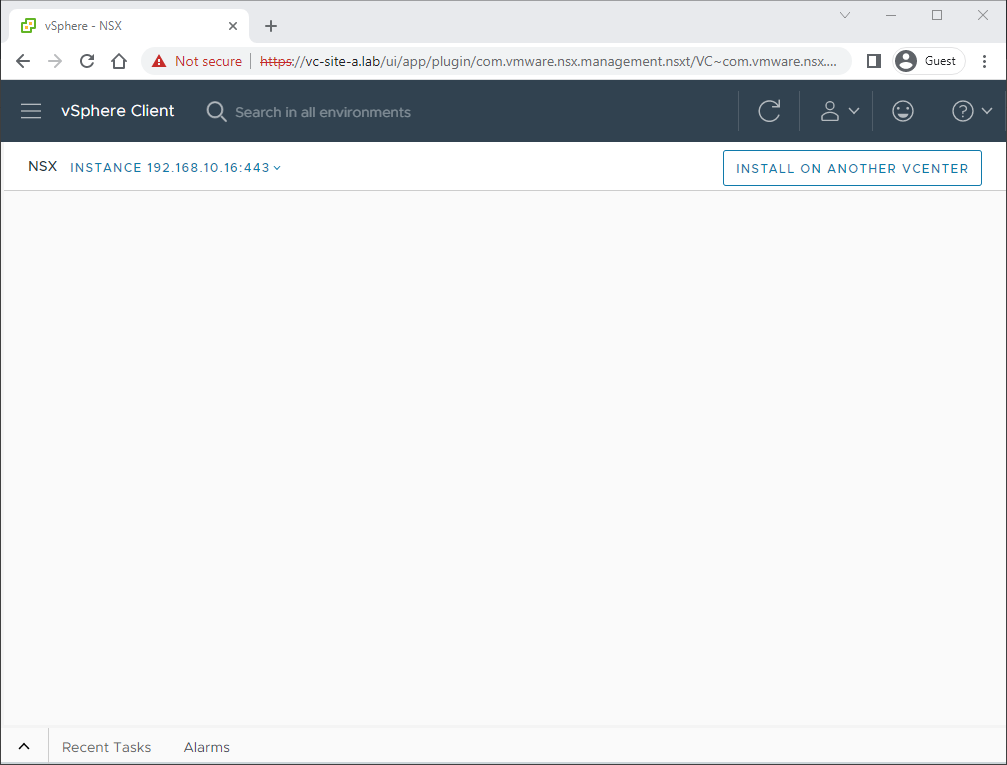 vSphere - NSX
Not secure https://vc-site-a.lab/ui/app/plugin/com.vmware.nsx.management.nsxt/VC~com.vmware.nsx.... Guest
vSphere Client Search in all environments
NSX INSTANCE 192.168.10.16:443 INSTALL ON ANOTHER VCENTER
Recent Tasks Alarms